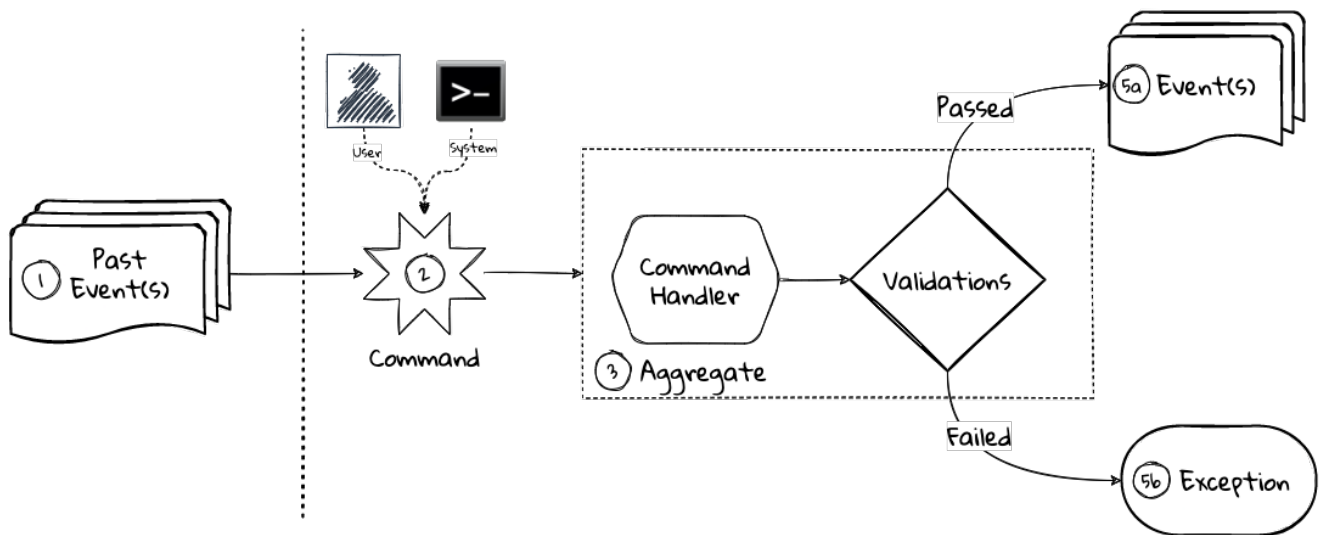 1
Past
Event(s)
User
System
>-
2
Command
Command
Handler
3
Aggregate
Validations
Passed
5a
Event(s)
Failed
5b
Exception